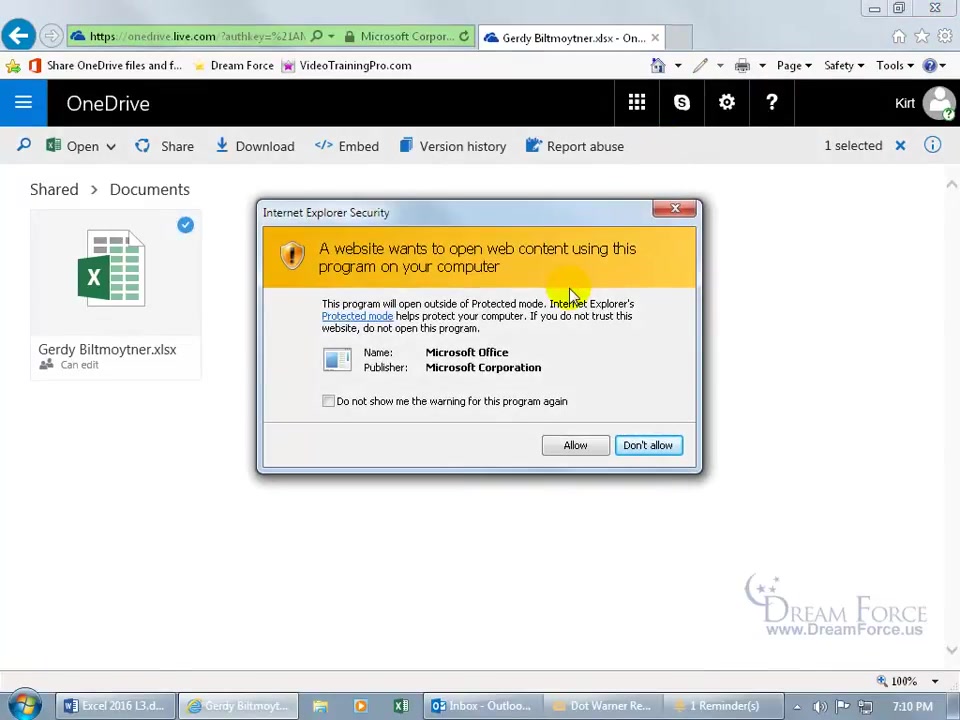 https://onedrive.live.com/?authkey=%21AN
Microsoft Corpor...
Gerdy Biltmoytner.xlsx - On...
Share OneDrive files and f...
Dream Force
VideoTrainingPro.com
Page
Safety
Tools
OneDrive
Kirt
Open
Share
Download
Embed
Version history
Report abuse
1 selected
Shared > Documents
Gerdy Biltmoytner.xlsx
Can edit
Internet Explorer Security
A website wants to open web content using this
program on your computer
This program will open outside of Protected mode. Internet Explorer's
Protected mode helps protect your computer. If you do not trust this
website, do not open this program.
Name: Microsoft Office
Publisher: Microsoft Corporation
Do not show me the warning for this program again
Allow
Don't allow
DREAM FORCE
www.DreamForce.us
100%
Excel 2016 L3.d...
Gerdy Biltmoyt...
Inbox - Outloo...
Dot Warner Re...
1 Reminder(s)
7:10 PM